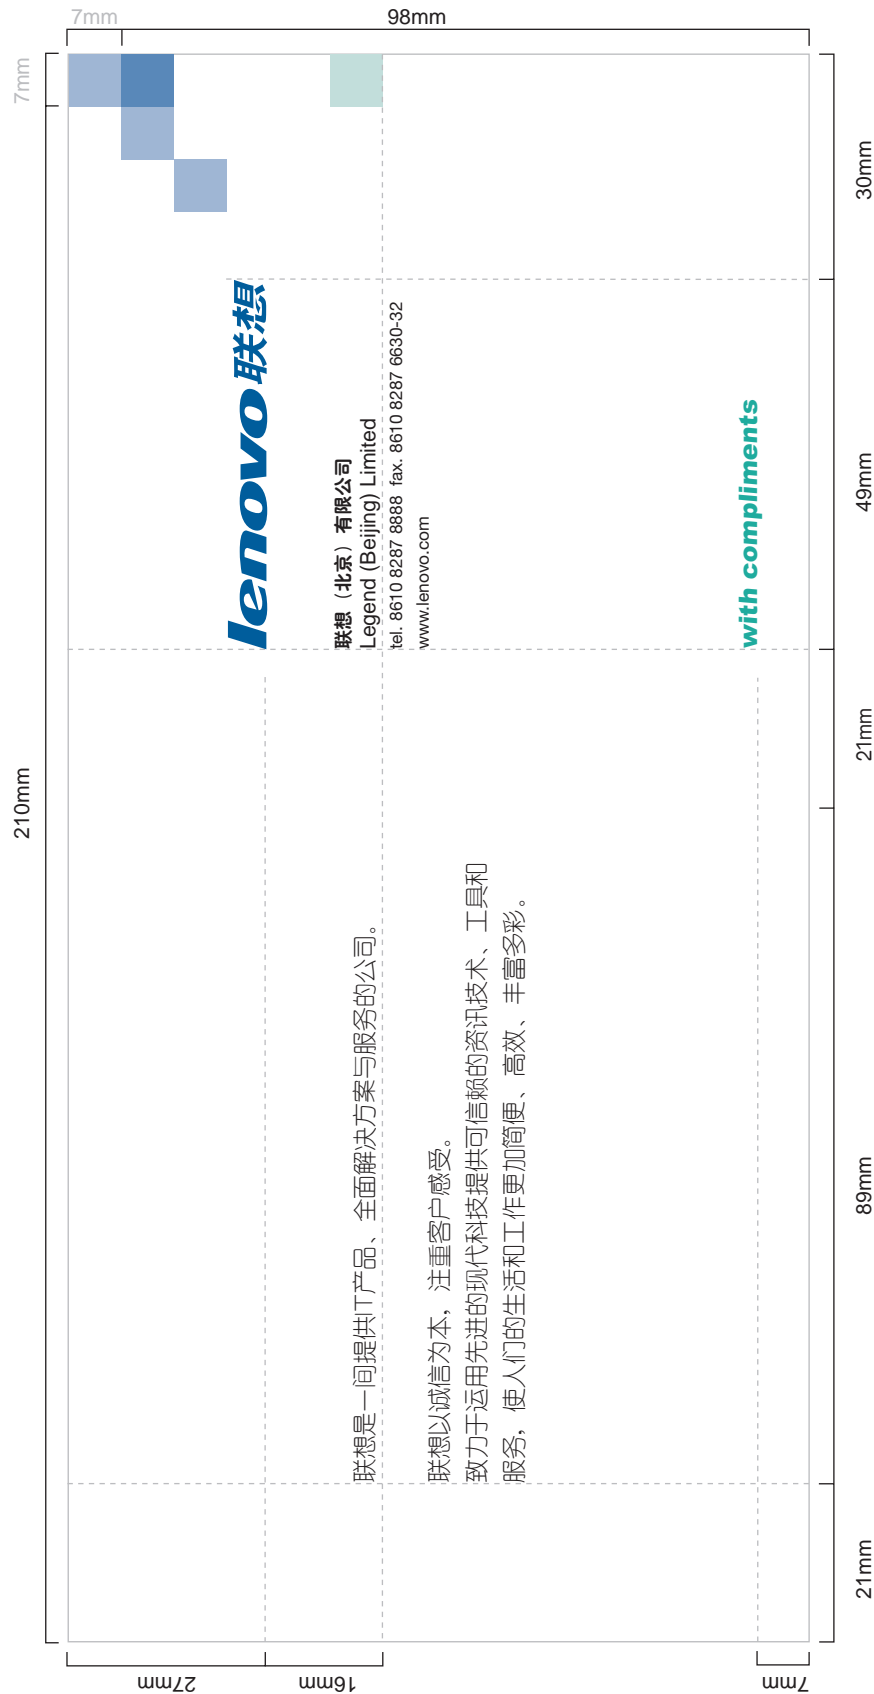 7mm
98mm
7mm
210mm
30mm
49mm
21mm
89mm
21mm
27mm
16mm
7mm
lenovo联想
联想（北京）有限公司
Legend (Beijing) Limited
tel. 8610 8287 8888 fax. 8610 8287 6630-32
www.lenovo.com
with compliments
联想是一间提供IT产品、全面解决方案与服务的公司。
联想以诚信为本，注重客户感受。
致力于运用先进的现代科技提供可信赖的资讯技术、工具和
服务，使人们的生活和工作更加简便、高效、丰富多彩。